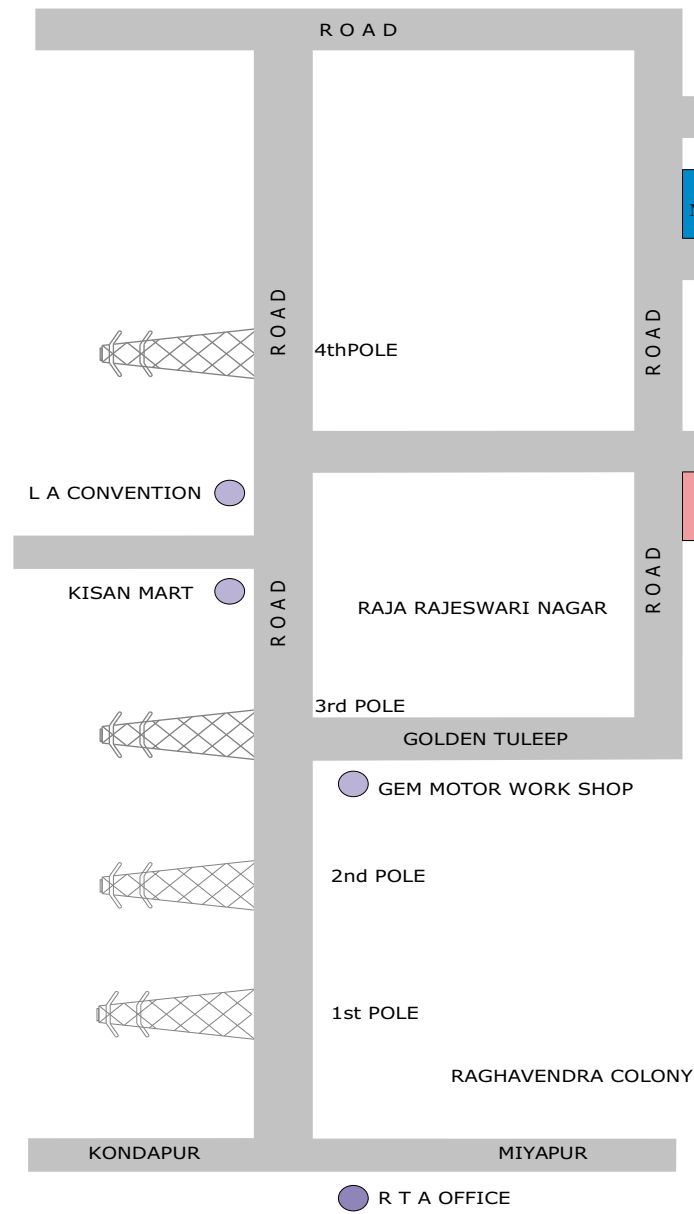 R O A D
ROAD
ROAD
4thPOLE
L A CONVENTION
KISAN MART
ROAD
ROAD
RAJA RAJESWARI NAGAR
3rd POLE
GOLDEN TULEEP
GEM MOTOR WORK SHOP
2nd POLE
1st POLE
RAGHAVENDRA COLONY
KONDAPUR
MIYAPUR
R T A OFFICE